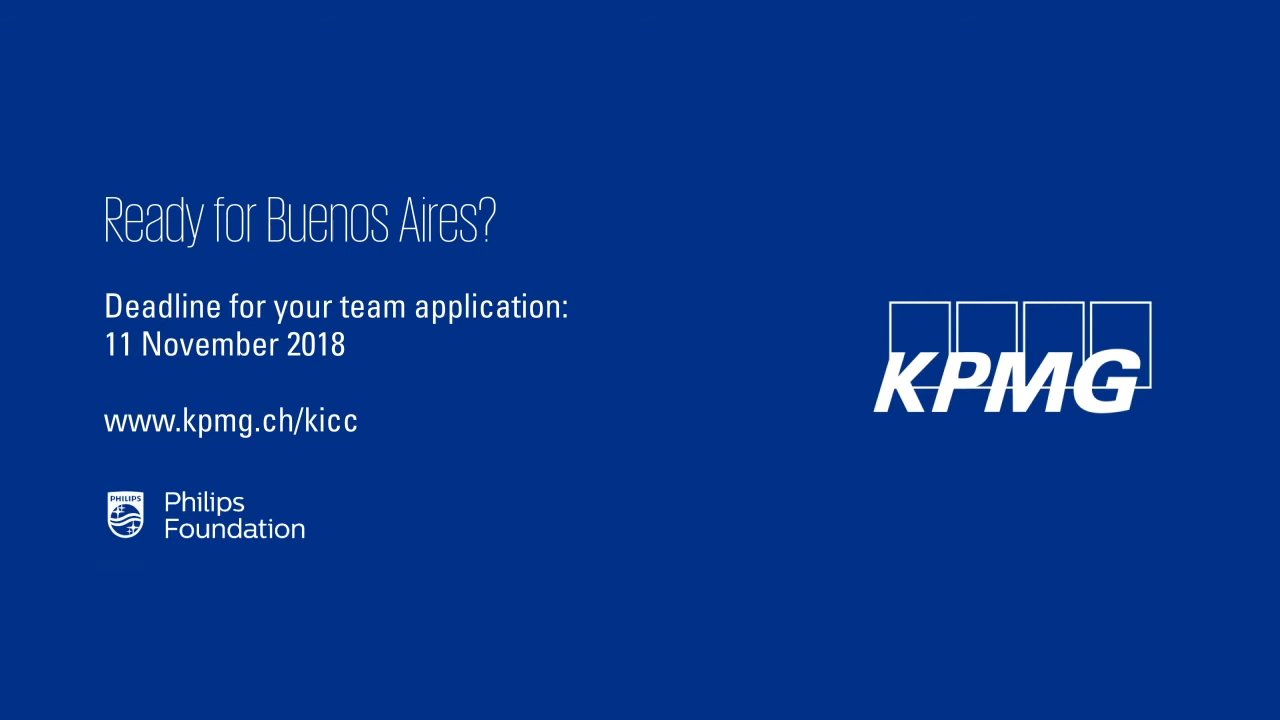 Ready for Buenos Aires?
Deadline for your team application:
11 November 2018
www.kpmg.ch/kicc
KPMG
PHILIPS
Philips
Foundation